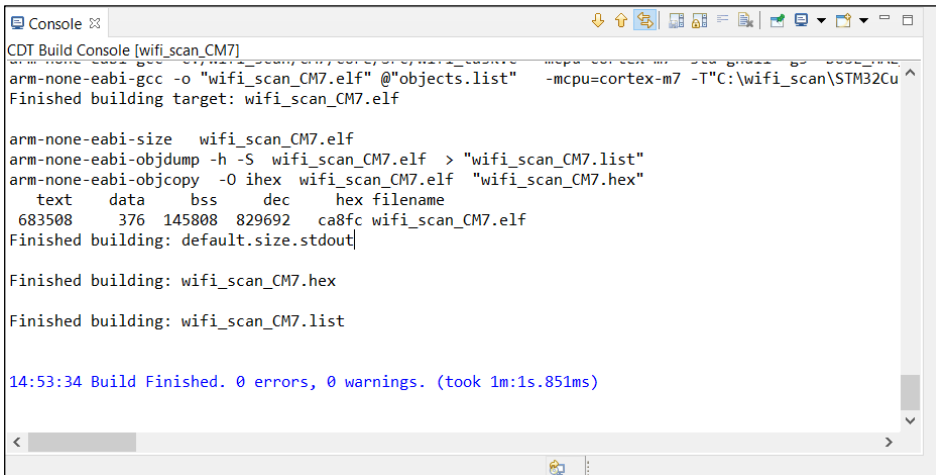 Console
CDT Build Console [wifi_scan_CM7]
arm-none-eabi-gcc -o "wifi_scan_CM7.elf" @"objects.list"   -mcpu=cortex-m7 -T"C:\wifi_scan\STM32Cu
Finished building target: wifi_scan_CM7.elf
arm-none-eabi-size   wifi_scan_CM7.elf
arm-none-eabi-objdump -h -S  wifi_scan_CM7.elf  > "wifi_scan_CM7.list"
arm-none-eabi-objcopy  -O ihex  wifi_scan_CM7.elf  "wifi_scan_CM7.hex"
   text    data     bss     dec     hex filename
 683508     376  145808  829692   ca8fc wifi_scan_CM7.elf
Finished building: default.size.stdout
Finished building: wifi_scan_CM7.hex
Finished building: wifi_scan_CM7.list
14:53:34 Build Finished. 0 errors, 0 warnings. (took 1m:1s.851ms)